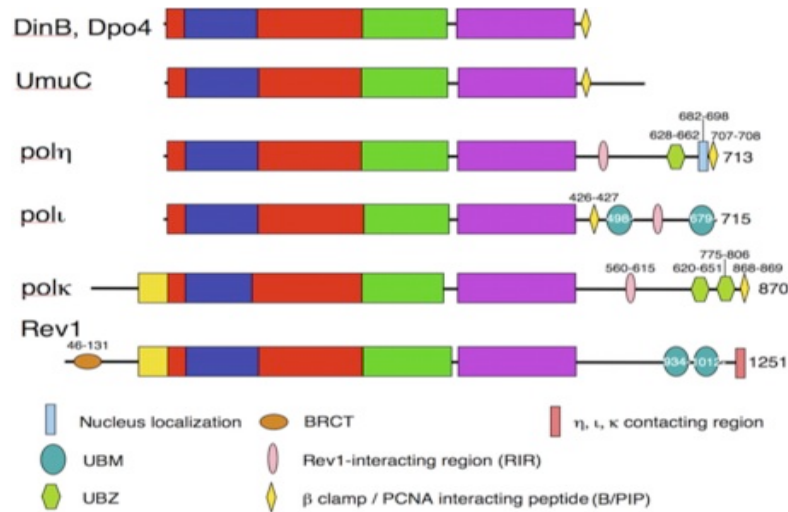 DinB, Dpo4
UmuC
682-698
628-662 707-708
polη 713
426-427
polι 498 679 715
775-806
560-615 620-651 868-869
polκ 870
Rev1
46-131
934 1012 1251
Nucleus localization BRCT η, ι, κ contacting region
UBM Rev1-interacting region (RIR)
UBZ β clamp / PCNA interacting peptide (B/PIP)